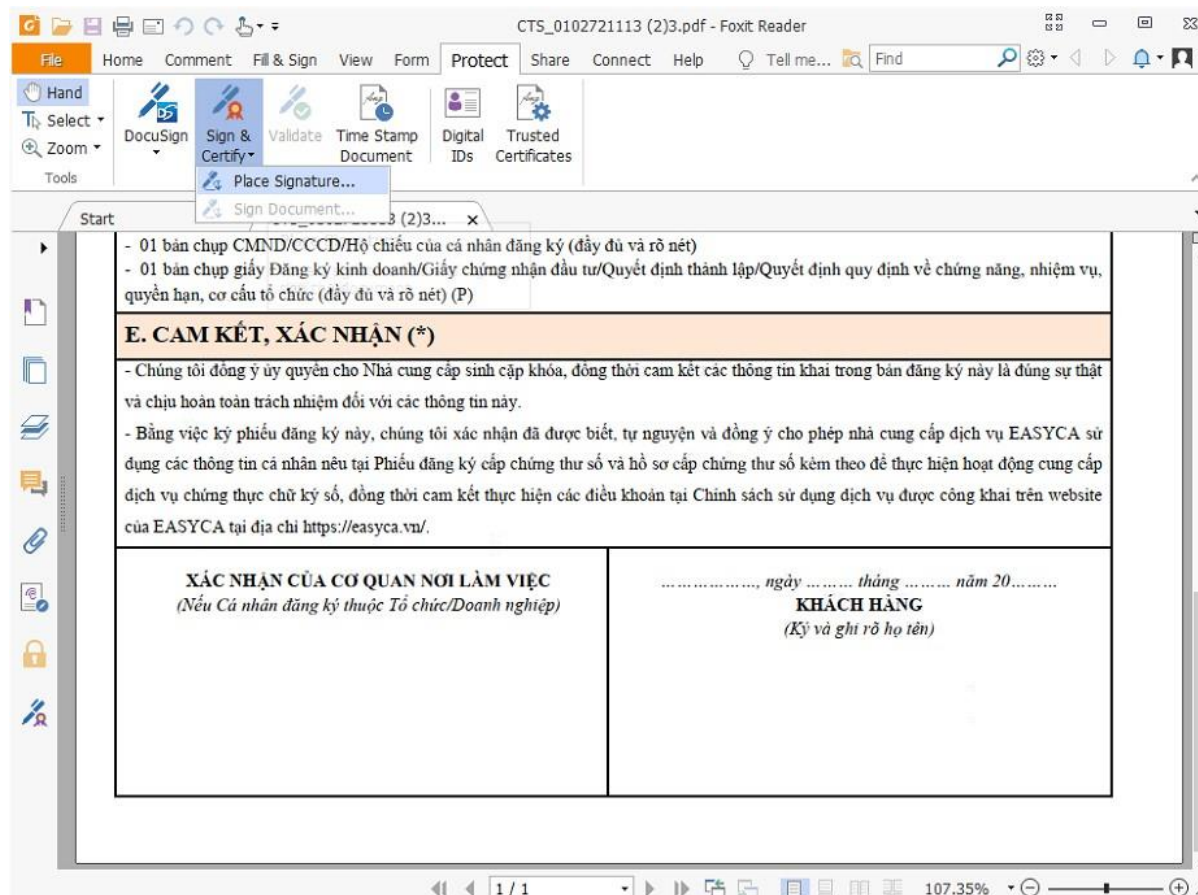 CTS_0102721113 (2)3.pdf - Foxit Reader
File Home Comment Fill & Sign View Form Protect Share Connect Help Tell me... Find
Hand
Select
Zoom
Tools
DocuSign
Sign & Certify
Validate
Time Stamp Document
Digital IDs
Trusted Certificates
Place Signature...
Sign Document...
Start
(2)3...
- 01 bản chụp CMND/CCCD/Hộ chiếu của cá nhân đăng ký (đầy đủ và rõ nét)
- 01 bản chụp giấy Đăng ký kinh doanh/Giấy chứng nhận đầu tư/Quyết định thành lập/Quyết định quy định về chứng năng, nhiệm vụ,
quyền hạn, cơ cấu tổ chức (đầy đủ và rõ nét) (P)
E. CAM KẾT, XÁC NHẬN (*)
- Chúng tôi đồng ý ủy quyền cho Nhà cung cấp sinh cặp khóa, đồng thời cam kết các thông tin khai trong bản đăng ký này là đúng sự thật
và chịu hoàn toàn trách nhiệm đối với các thông tin này.
- Bằng việc ký phiếu đăng ký này, chúng tôi xác nhận đã được biết, tự nguyện và đồng ý cho phép nhà cung cấp dịch vụ EASYCA sử
dụng các thông tin cá nhân nêu tại Phiếu đăng ký cấp chứng thư số và hồ sơ cấp chứng thư số kèm theo để thực hiện hoạt động cung cấp
dịch vụ chứng thực chữ ký số, đồng thời cam kết thực hiện các điều khoản tại Chính sách sử dụng dịch vụ được công khai trên website
của EASYCA tại địa chỉ https://easyca.vn/.
XÁC NHẬN CỦA CƠ QUAN NƠI LÀM VIỆC
(Nếu Cá nhân đăng ký thuộc Tổ chức/Doanh nghiệp)
………………, ngày ……… tháng ……… năm 20………
KHÁCH HÀNG
(Ký và ghi rõ họ tên)
1 / 1
107.35%